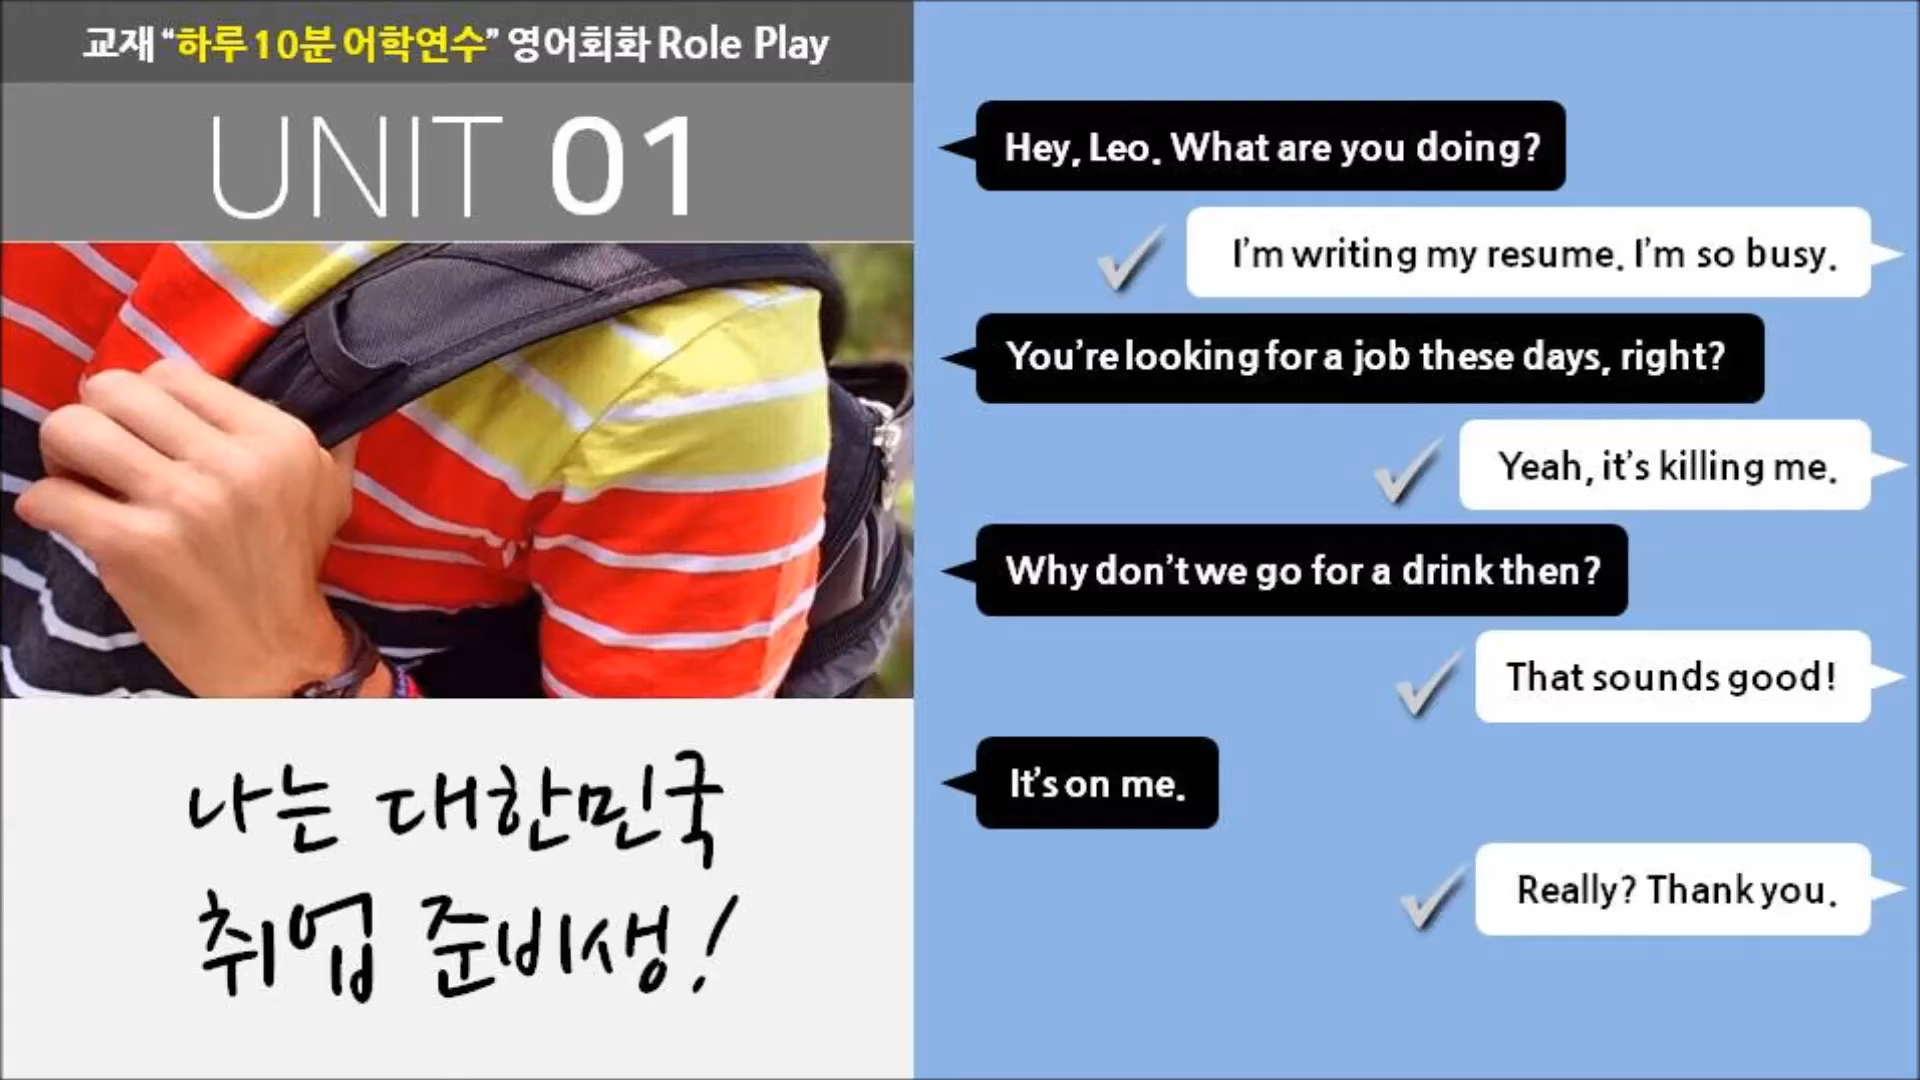 교재 “하루 10분 어학연수” 영어회화 Role Play
UNIT 01
나는 대한민국
취업 준비생!
Hey, Leo. What are you doing?
I’m writing my resume. I’m so busy.
You’re looking for a job these days, right?
Yeah, it’s killing me.
Why don’t we go for a drink then?
That sounds good!
It’s on me.
Really? Thank you.